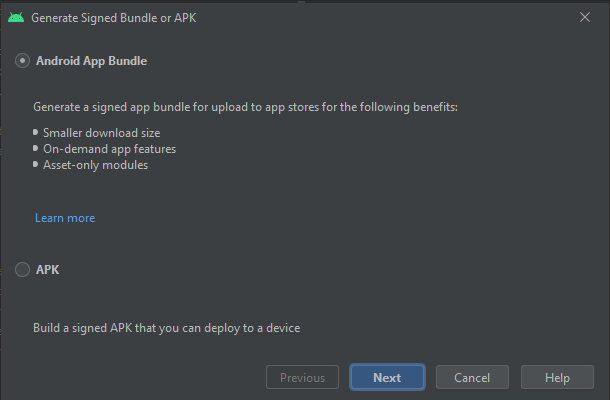 Generate Signed Bundle or APK
Android App Bundle
Generate a signed app bundle for upload to app stores for the following benefits:
Smaller download size
On-demand app features
Asset-only modules
Learn more
APK
Build a signed APK that you can deploy to a device
Previous Next Cancel Help